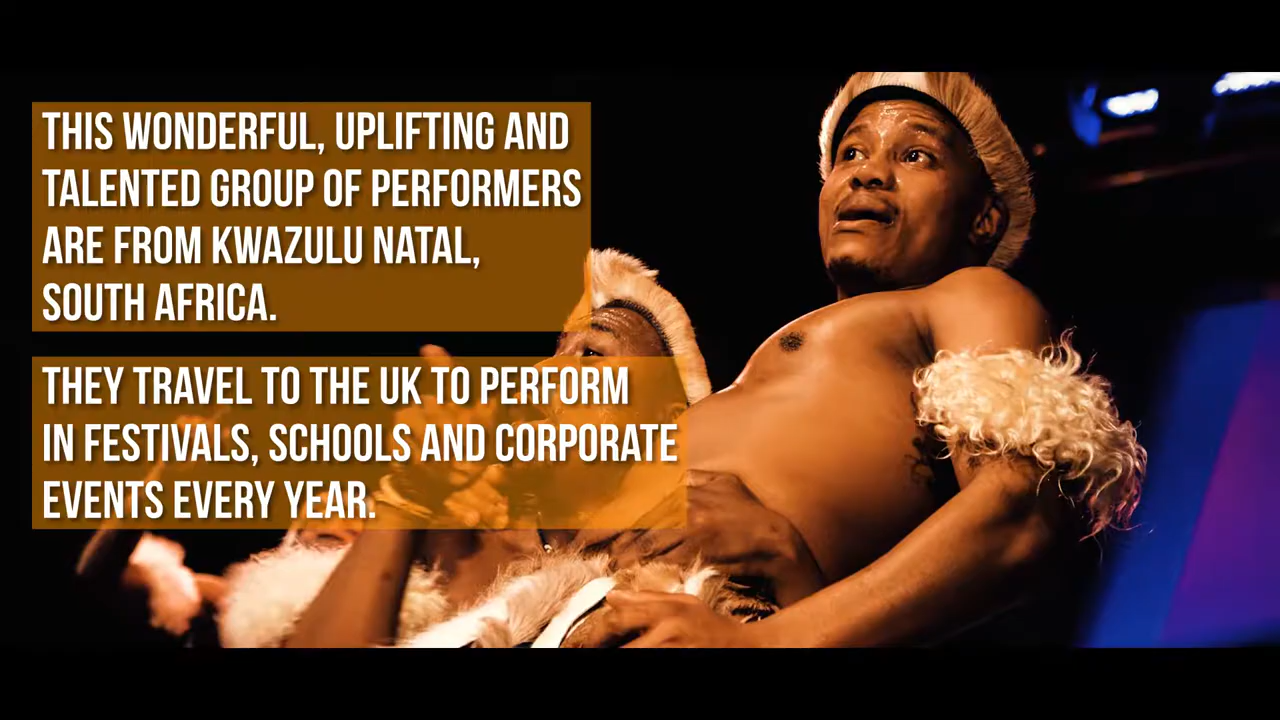 THIS WONDERFUL, UPLIFTING AND
TALENTED GROUP OF PERFORMERS
ARE FROM KWAZULU NATAL,
SOUTH AFRICA.
THEY TRAVEL TO THE UK TO PERFORM
IN FESTIVALS, SCHOOLS AND CORPORATE
EVENTS EVERY YEAR.